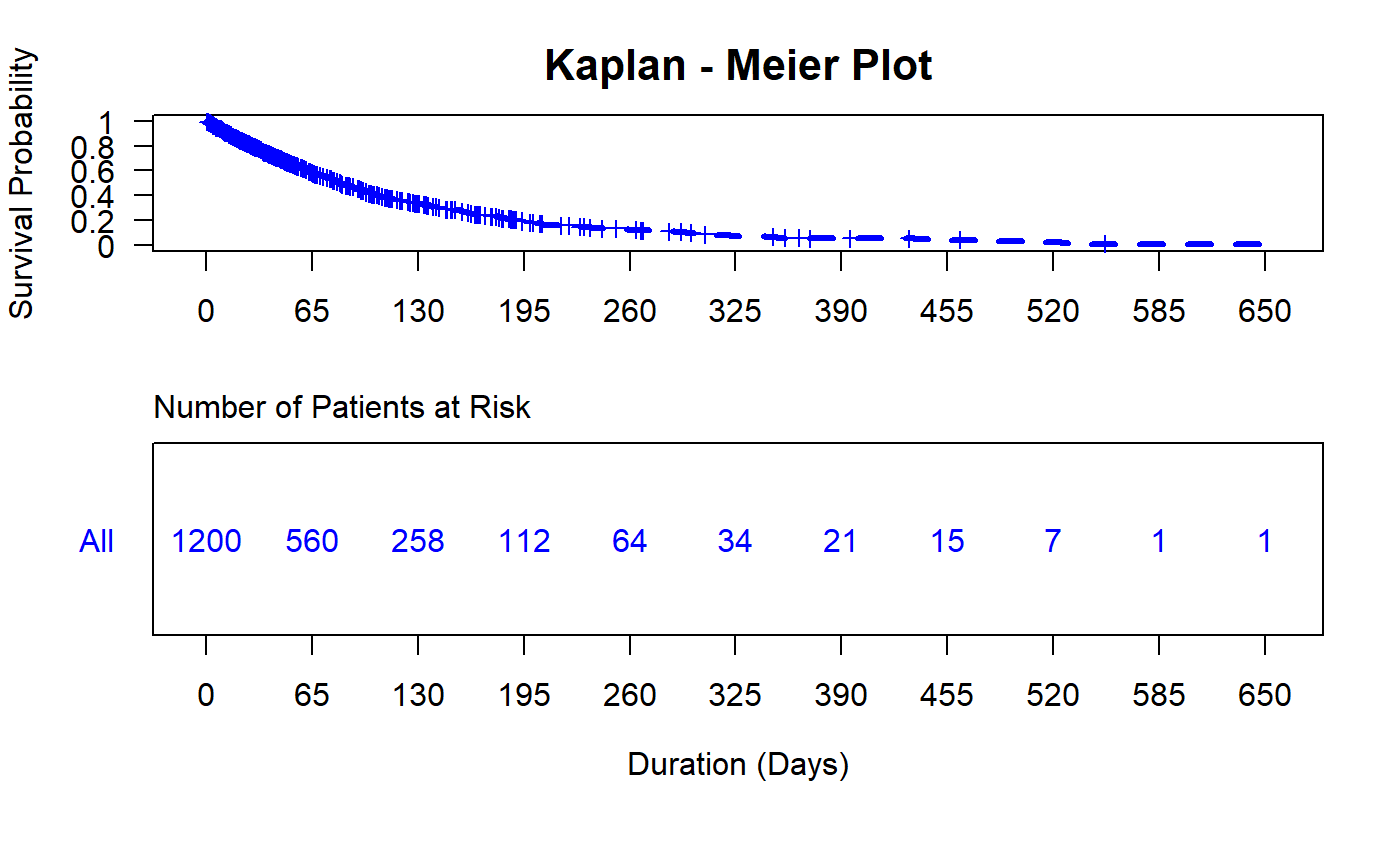 Kaplan - Meier Plot
Survival Probability
1
0.8
0.6
0.4
0.2
0
0 65 130 195 260 325 390 455 520 585 650
Number of Patients at Risk
All 1200 560 258 112 64 34 21 15 7 1 1
0 65 130 195 260 325 390 455 520 585 650
Duration (Days)